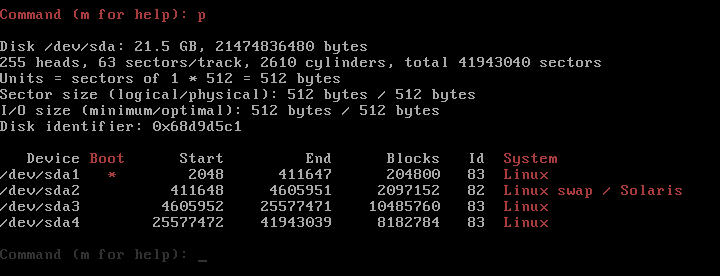 Command (m for help): p
Disk /dev/sda: 21.5 GB, 21474836480 bytes
255 heads, 63 sectors/track, 2610 cylinders, total 41943040 sectors
Units = sectors of 1 * 512 = 512 bytes
Sector size (logical/physical): 512 bytes / 512 bytes
I/O size (minimum/optimal): 512 bytes / 512 bytes
Disk identifier: 0x68d9d5c1
Device Boot Start End Blocks Id System
/dev/sda1 * 2048 411647 204800 83 Linux
/dev/sda2 411648 4605951 2097152 82 Linux swap / Solaris
/dev/sda3 4605952 25577471 10485760 83 Linux
/dev/sda4 25577472 41943039 8182784 83 Linux
Command (m for help): _